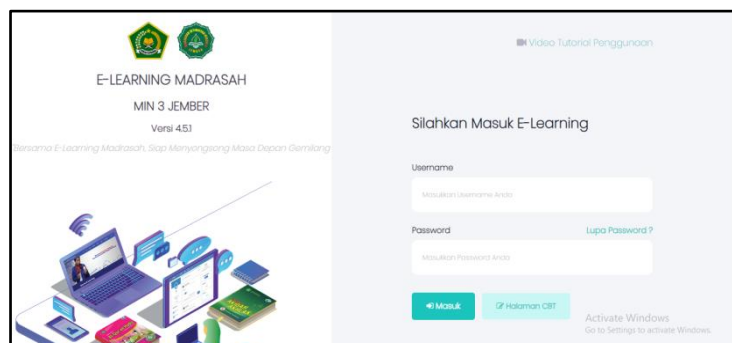 E-LEARNING MADRASAH
MIN 3 JEMBER
Versi 4.5.1
Bersama E-Learning Madrasah, Siap Menyongsong Masa Depan Gemilang
Video Tutorial Penggunaan
Silahkan Masuk E-Learning
Username
Masukkan Username Anda
Password
Lupa Password ?
Masukkan Password Anda
Masuk
Halaman CBT
Activate Windows
Go to Settings to activate Windows.